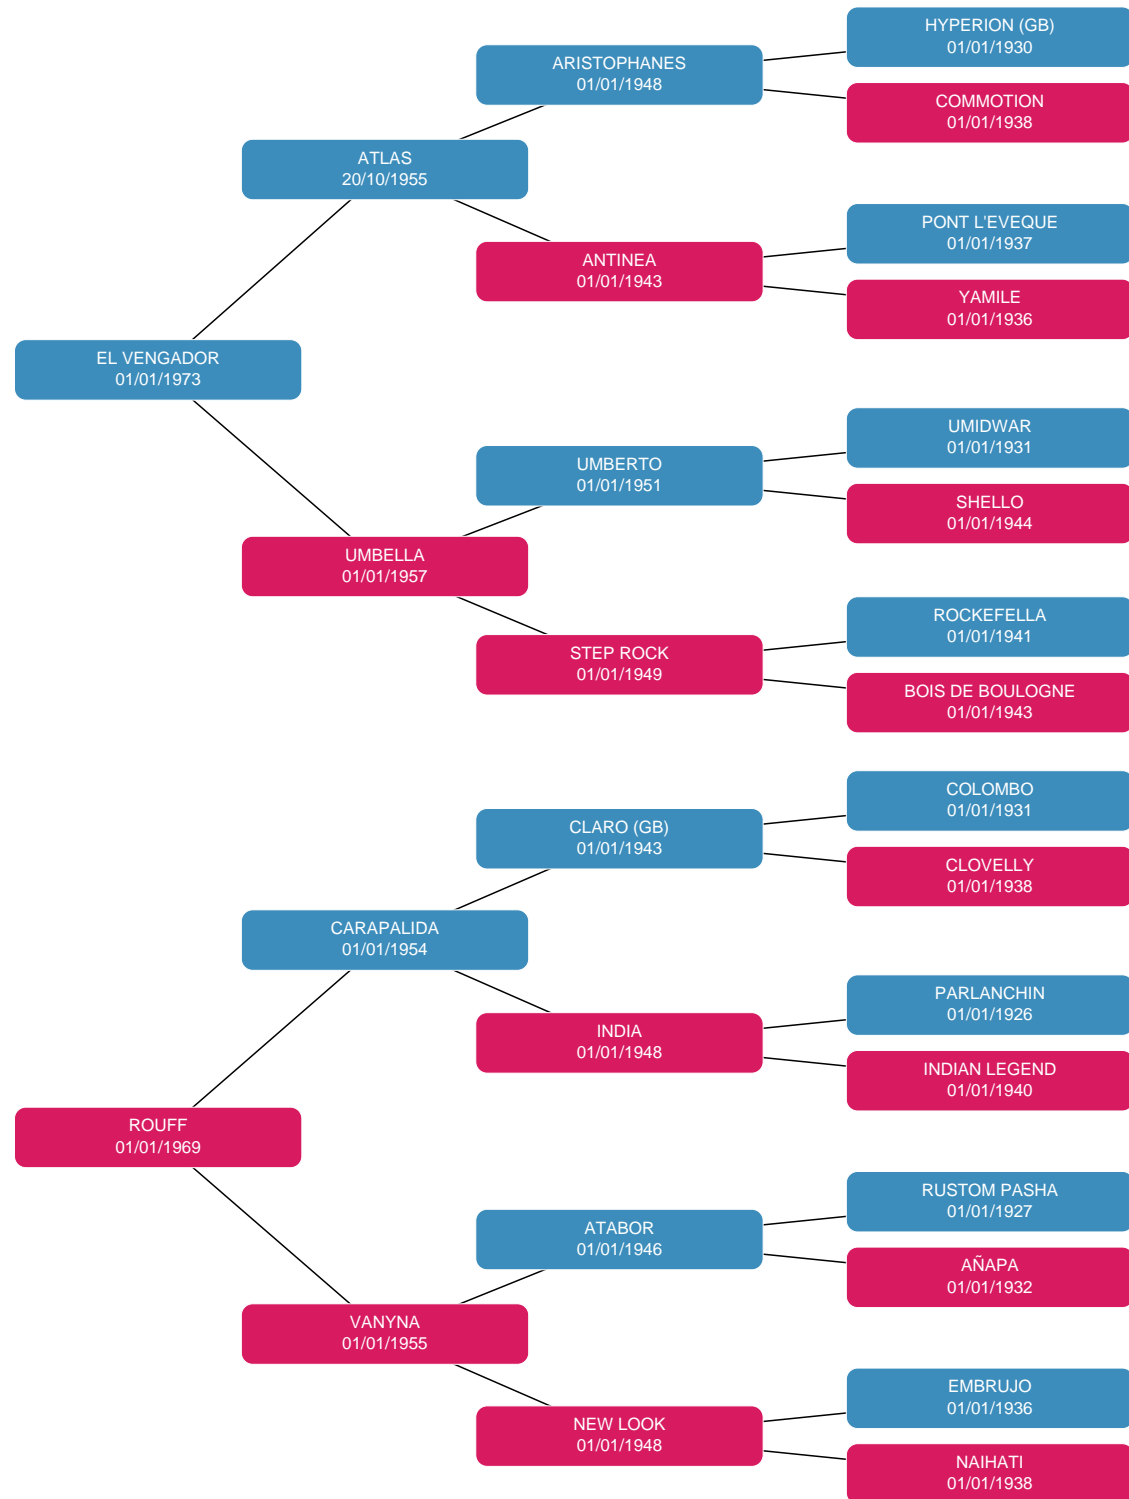 HYPERION (GB)
01/01/1930
ARISTOPHANES
01/01/1948
COMMOTION
01/01/1938
ATLAS
20/10/1955
PONT L'EVEQUE
01/01/1937
ANTINEA
01/01/1943
YAMILE
01/01/1936
EL VENGADOR
01/01/1973
UMIDWAR
01/01/1931
UMBERTO
01/01/1951
SHELLO
01/01/1944
UMBELLA
01/01/1957
ROCKEFELLA
01/01/1941
STEP ROCK
01/01/1949
BOIS DE BOULOGNE
01/01/1943
COLOMBO
01/01/1931
CLARO (GB)
01/01/1943
CLOVELLY
01/01/1938
CARAPALIDA
01/01/1954
PARLANCHIN
01/01/1926
INDIA
01/01/1948
INDIAN LEGEND
01/01/1940
ROUFF
01/01/1969
RUSTOM PASHA
01/01/1927
ATABOR
01/01/1946
AÑAPA
01/01/1932
VANYNA
01/01/1955
EMBRUJO
01/01/1936
NEW LOOK
01/01/1948
NAIHATI
01/01/1938